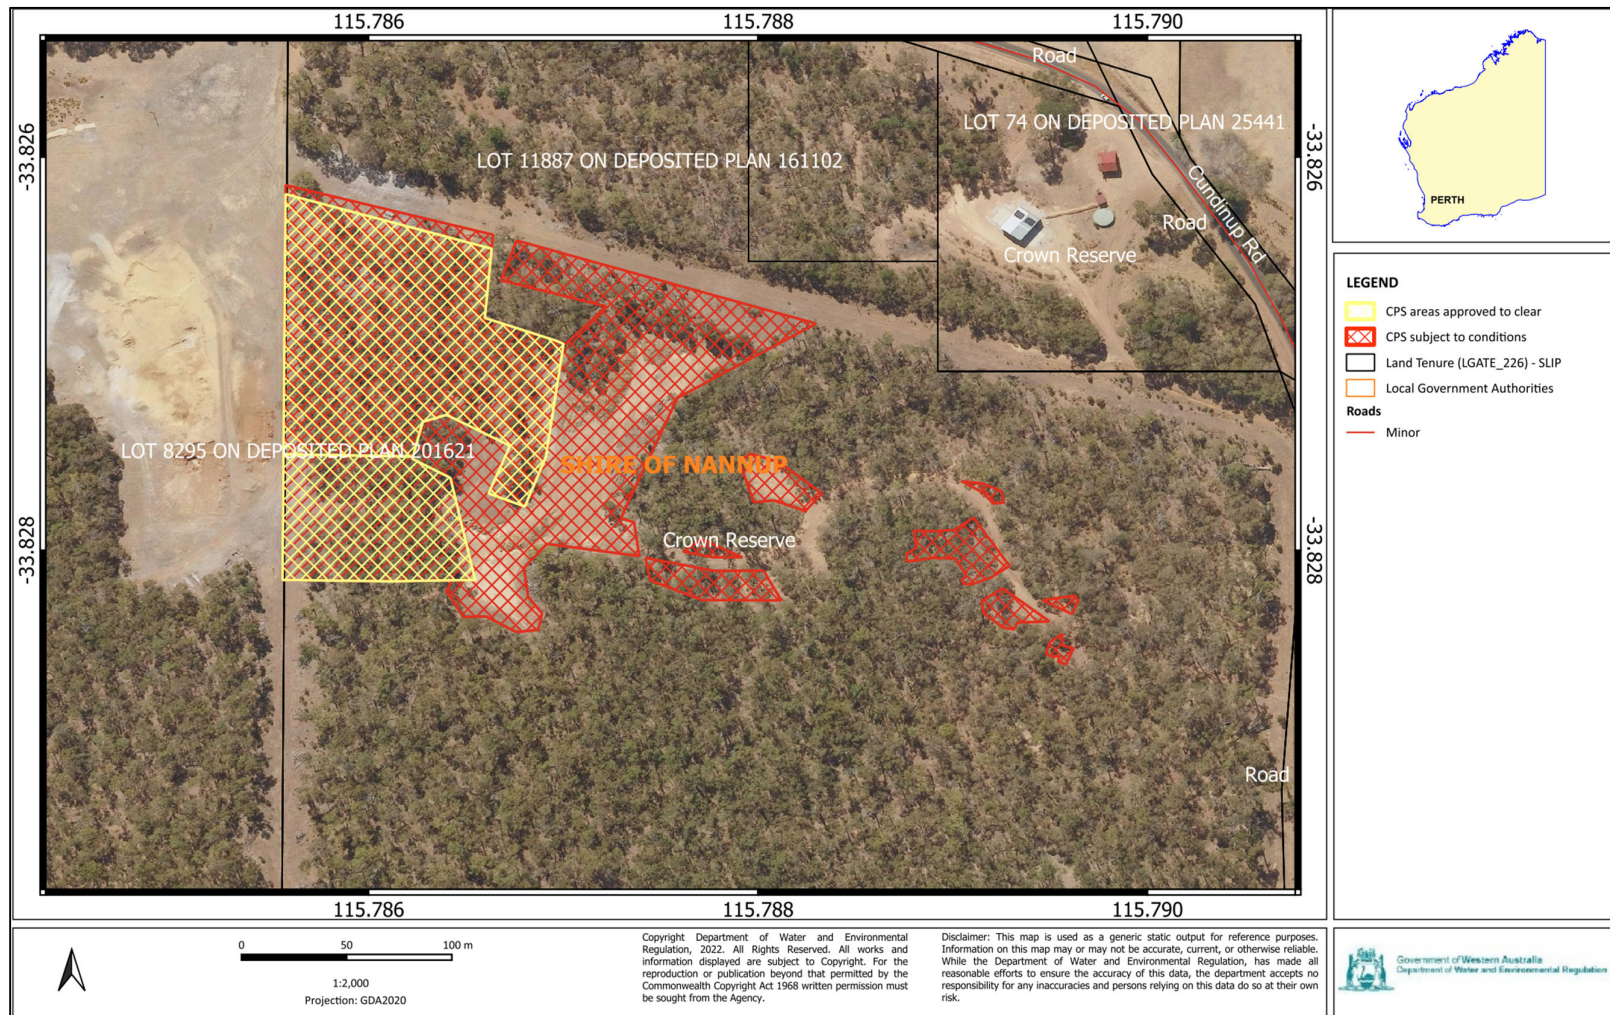 115.786
115.788
115.790
-33.826
-33.826
Road
LOT 74 ON DEPOSITED PLAN 25441
LOT 11887 ON DEPOSITED PLAN 161102
Cundinup Rd
Road
Crown Reserve
LOT 8295 ON DEPOSITED PLAN 201621
SHIRE OF NANNUP
Crown Reserve
-33.828
-33.828
Road
115.786
115.788
115.790
PERTH
LEGEND
CPS areas approved to clear
CPS subject to conditions
Land Tenure (LGATE_226) - SLIP
Local Government Authorities
Roads
Minor
0 50 100 m
1:2,000
Projection: GDA2020
Copyright Department of Water and Environmental
Regulation, 2022. All Rights Reserved. All works and
information displayed are subject to Copyright. For the
reproduction or publication beyond that permitted by the
Commonwealth Copyright Act 1968 written permission must
be sought from the Agency.
Disclaimer: This map is used as a generic static output for reference purposes.
Information on this map may or may not be accurate, current, or otherwise reliable.
While the Department of Water and Environmental Regulation, has made all
reasonable efforts to ensure the accuracy of this data, the department accepts no
responsibility for any inaccuracies and persons relying on this data do so at their own
risk.
Government of Western Australia
Department of Water and Environmental Regulation